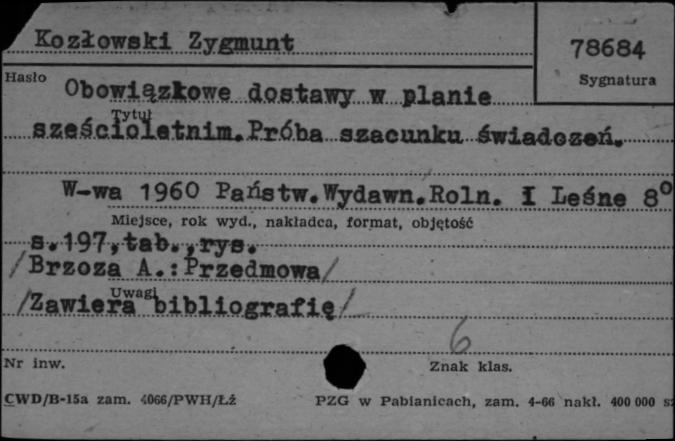 Kozłowski Zygmunt
78684
Hasło
Sygnatura
Obowiązkowe dostawy w planie
Tytuł
sześcioletnim.Próba szacunku świadczeń.
W-wa 1960 Państw.Wydawn.Roln. I Leśne 8°
Miejsce, rok wyd., nakładca, format, objętość
s.197,tab.,rys.
/Brzoza A.:Przedmowa/
Uwagi
/Zawiera bibliografię/
6
Nr inw.
Znak klas.
CWD/B-15a zam. 4066/PWH/Łź
PZG w Pabianicach, zam. 4-66 nakł. 400 000 s